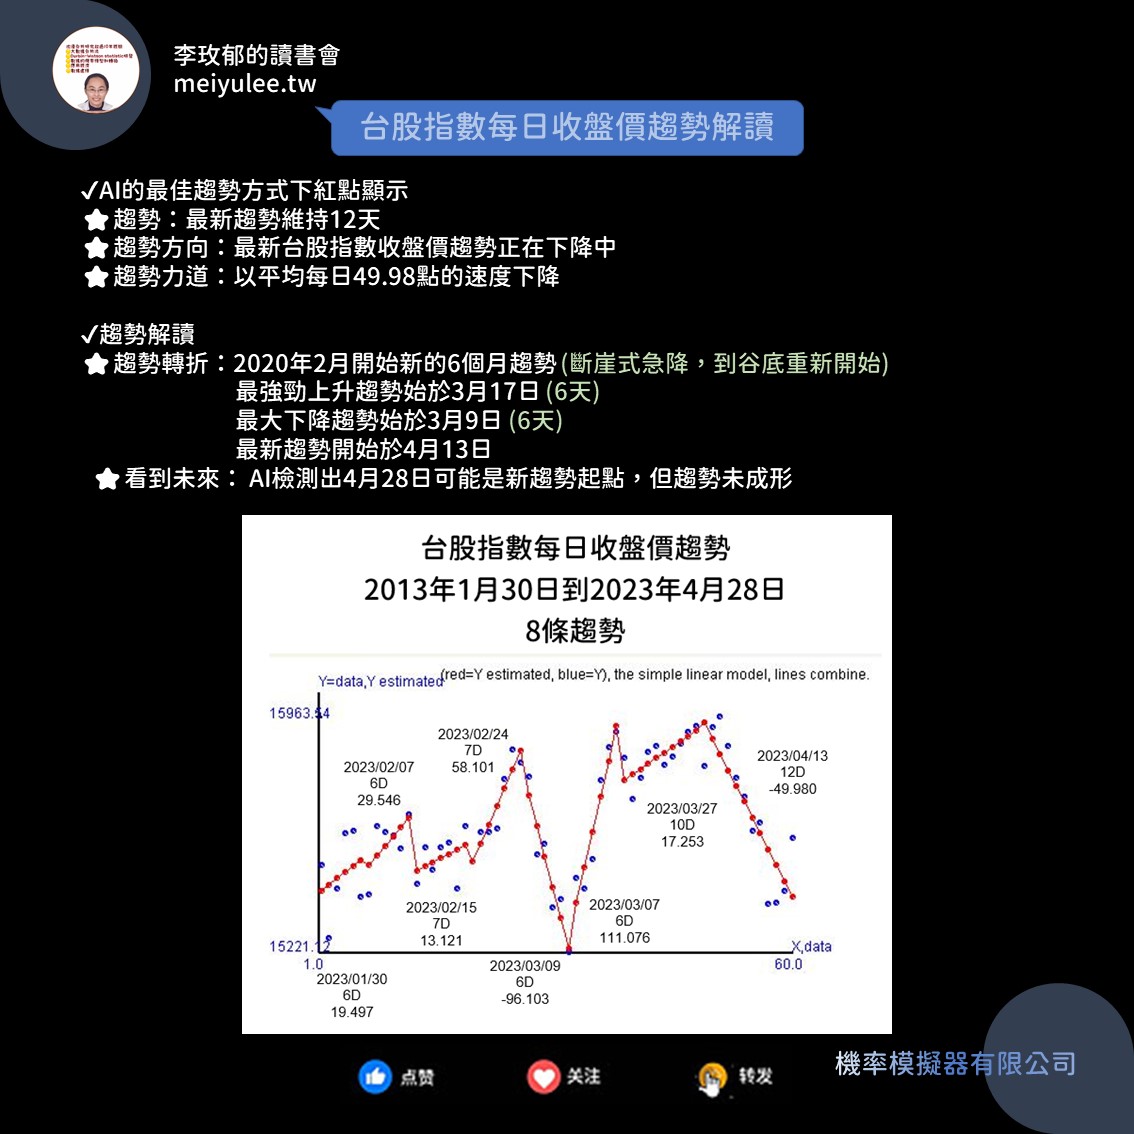 李玫郁的讀書會
meiyulee.tw
台股指數每日收盤價趨勢解讀
✓AI的最佳趨勢方式下紅點顯示
趨勢：最新趨勢維持12天
趨勢方向：最新台股指數收盤價趨勢正在下降中
趨勢力道：以平均每日49.98點的速度下降
✓趨勢解讀
趨勢轉折：2020年2月開始新的6個月趨勢(斷崖式急降，到谷底重新開始)
最強勁上升趨勢始於3月17日(6天)
最大下降趨勢始於3月9日(6天)
最新趨勢開始於4月13日
看到未來： AI檢測出4月28日可能是新趨勢起點，但趨勢未成形
台股指數每日收盤價趨勢
2013年1月30日到2023年4月28日
8條趨勢
Y=data,Y estimated
(red=Y estimated, blue=Y), the simple linear model, lines combine.
15963.54
2023/02/24
7D
58.101
2023/02/07
6D
29.546
2023/04/13
12D
-49.980
2023/03/27
10D
17.253
2023/02/15
7D
13.121
2023/03/07
6D
111.076
15221.12
X,data
1.0
60.0
2023/01/30
6D
19.497
2023/03/09
6D
-96.103
点赞
关注
转发
機率模擬器有限公司